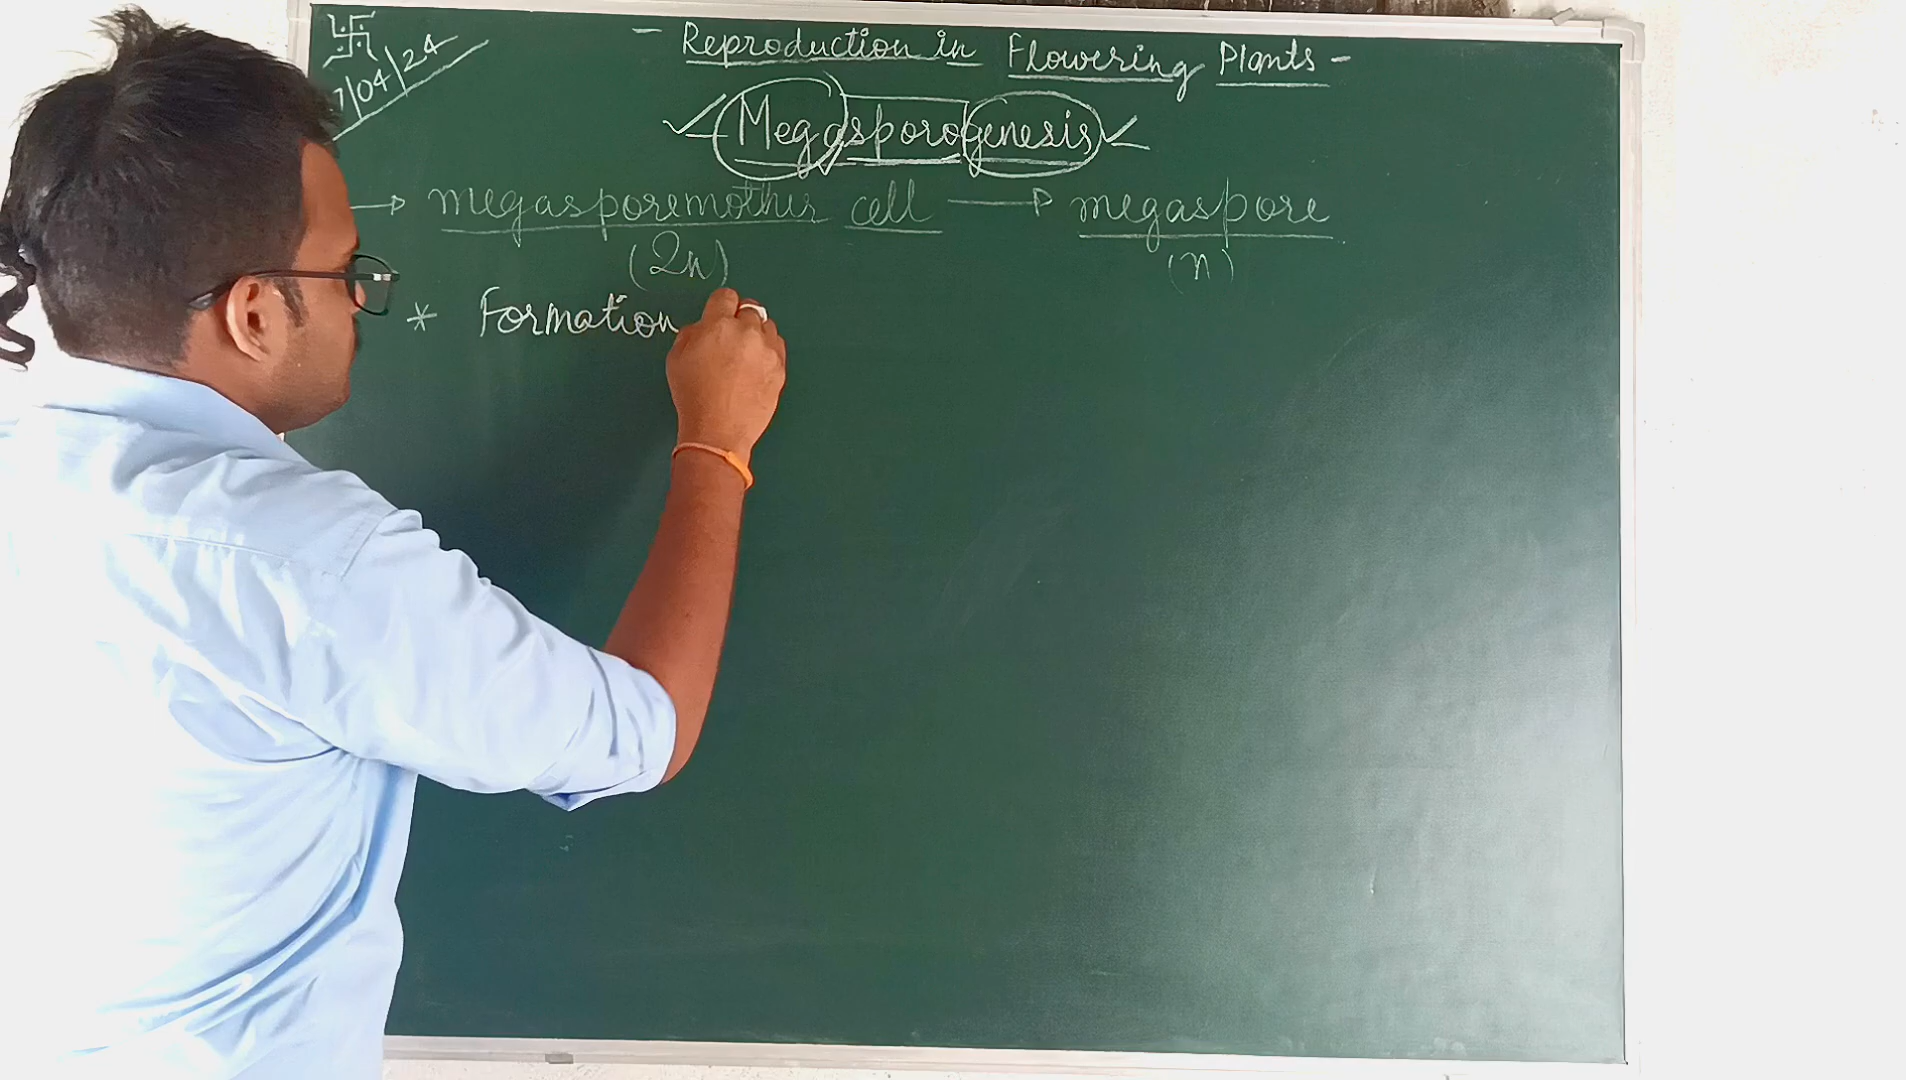 7/04/24
- Reproduction in Flowering Plants -
Megasporogenesis
→ megasporemother cell → megaspore
(2n) (n)
* Formation